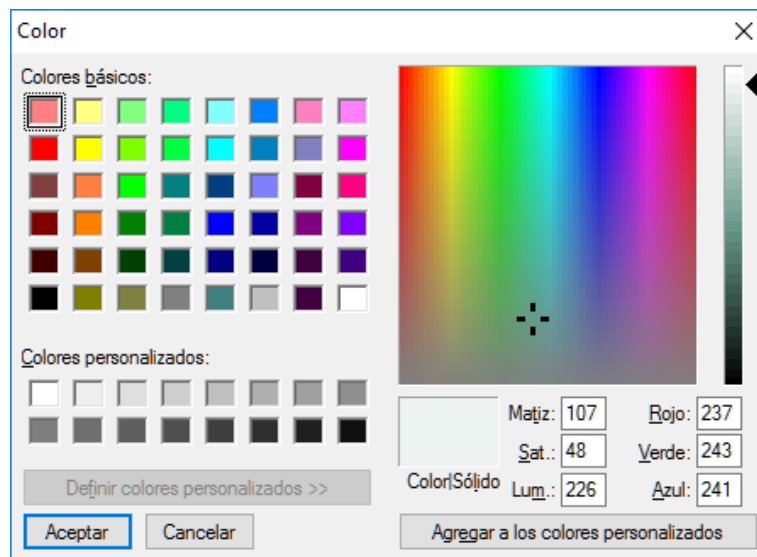 Color
Colores básicos:
Colores personalizados:
Definir colores personalizados >>
Aceptar Cancelar
Color|Sólido
Matiz: 107 Rojo: 237
Sat.: 48 Verde: 243
Lum.: 226 Azul: 241
Agregar a los colores personalizados